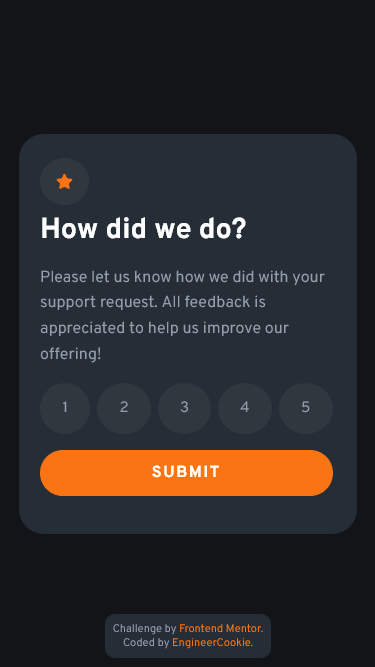 How did we do?
Please let us know how we did with your
support request. All feedback is
appreciated to help us improve our
offering!
1 2 3 4 5
SUBMIT
Challenge by Frontend Mentor.
Coded by EngineerCookie.